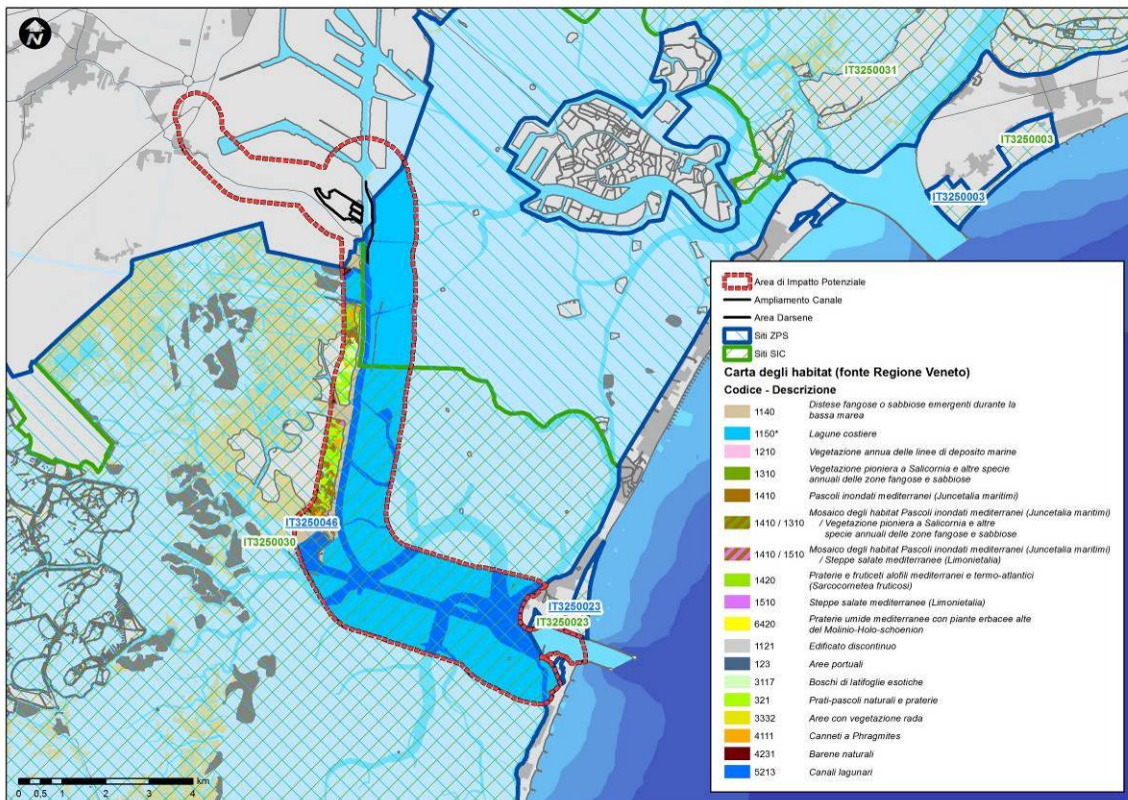 N
IT3250031
IT3250003
IT3250003
IT3250046
IT3250030
IT3250023
IT3250023
Area di Impatto Potenziale
Ampliamento Canale
Area Darsene
Siti ZPS
Siti SIC
Carta degli habitat (fonte Regione Veneto)
Codice - Descrizione
1140 Distese fangose o sabbiose emergenti durante la
bassa marea
1150* Lagune costiere
1210 Vegetazione annua delle linee di deposito marine
1310 Vegetazione pioniera a Salicornia e altre specie
annuali delle zone fangose e sabbiose
1410 Pascoli inondati mediterranei (Juncetalia maritimi)
1410 / 1310 Mosaico degli habitat Pascoli inondati mediterranei (Juncetalia maritimi)
/ Vegetazione pioniera a Salicornia e altre
specie annuali delle zone fangose e sabbiose
1410 / 1510 Mosaico degli habitat Pascoli inondati mediterranei (Juncetalia maritimi)
/ Steppe salate mediterranee (Limonietalia)
1420 Praterie e fruticeti alofili mediterranei e termo-atlantici
(Sarcocornetea fruticosi)
1510 Steppe salate mediterranee (Limonietalia)
6420 Praterie umide mediterranee con piante erbacee alte
del Molinio-Holo-schoenion
1121 Edificato discontinuo
123 Aree portuali
3117 Boschi di latifoglie esotiche
321 Prati-pascoli naturali e praterie
3332 Aree con vegetazione rada
4111 Canneti a Phragmites
4231 Barene naturali
5213 Canali lagunari
0 0,5 1 2 3 4
km